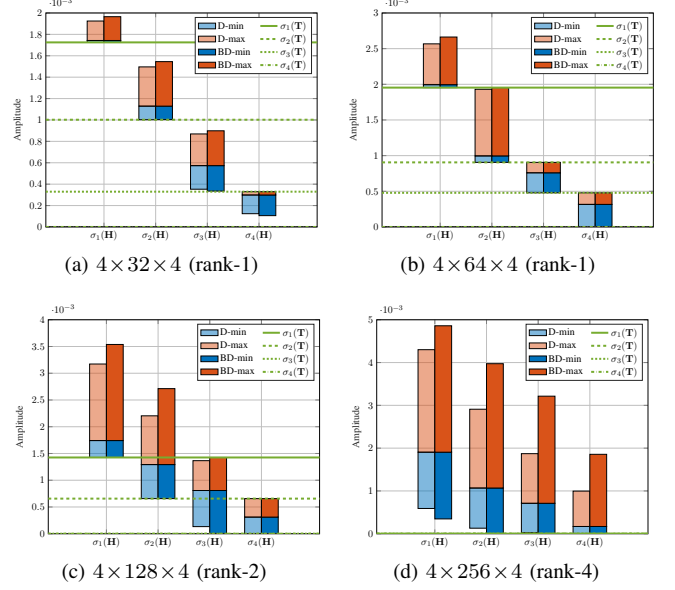 ·10⁻³
2
1.8
1.6
1.4
1.2
1
0.8
0.6
0.4
0.2
0
Amplitude
D-min
D-max
BD-min
BD-max
σ₁(T)
σ₂(T)
σ₃(T)
σ₄(T)
σ₁(H) σ₂(H) σ₃(H) σ₄(H)
(a) 4×32×4 (rank-1)
·10⁻³
3
2.5
2
1.5
1
0.5
0
Amplitude
D-min
D-max
BD-min
BD-max
σ₁(T)
σ₂(T)
σ₃(T)
σ₄(T)
σ₁(H) σ₂(H) σ₃(H) σ₄(H)
(b) 4×64×4 (rank-1)
·10⁻³
4
3.5
3
2.5
2
1.5
1
0.5
0
Amplitude
D-min
D-max
BD-min
BD-max
σ₁(T)
σ₂(T)
σ₃(T)
σ₄(T)
σ₁(H) σ₂(H) σ₃(H) σ₄(H)
(c) 4×128×4 (rank-2)
·10⁻³
5
4
3
2
1
0
Amplitude
D-min
D-max
BD-min
BD-max
σ₁(T)
σ₂(T)
σ₃(T)
σ₄(T)
σ₁(H) σ₂(H) σ₃(H) σ₄(H)
(d) 4×256×4 (rank-4)